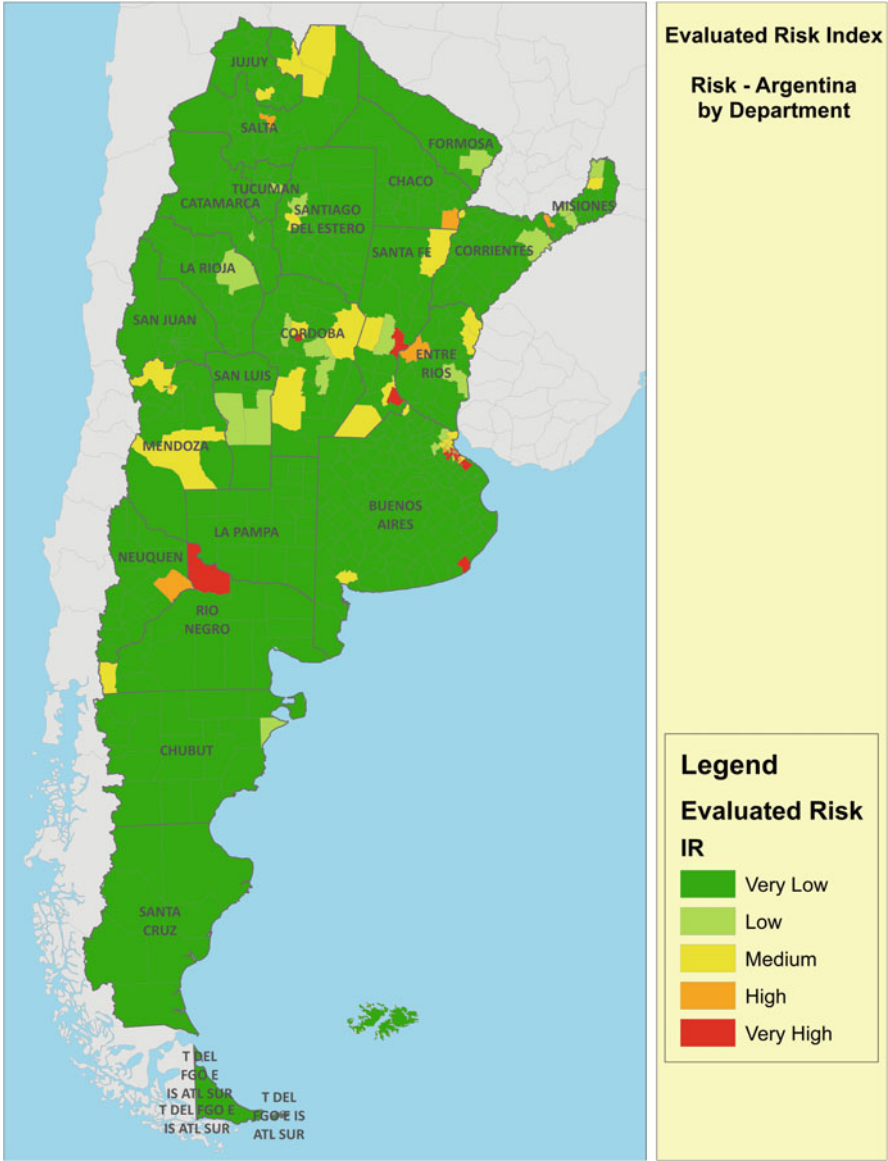 Evaluated Risk Index
Risk - Argentina
by Department
JUJUY
SALTA
FORMOSA
CHACO
TUCUMAN
CATAMARCA
SANTIAGO
DEL ESTERO
MISIONES
SANTA FE
CORRIENTES
LA RIOJA
SAN JUAN
CORDOBA
ENTRE
RIOS
SAN LUIS
MENDOZA
BUENOS
AIRES
LA PAMPA
NEUQUEN
RIO
NEGRO
CHUBUT
SANTA
CRUZ
T DEL
FGO E
IS ATL SUR
T DEL FGO E
IS ATL SUR
T DEL
FGO E IS
ATL SUR
Legend
Evaluated Risk
IR
Very Low
Low
Medium
High
Very High